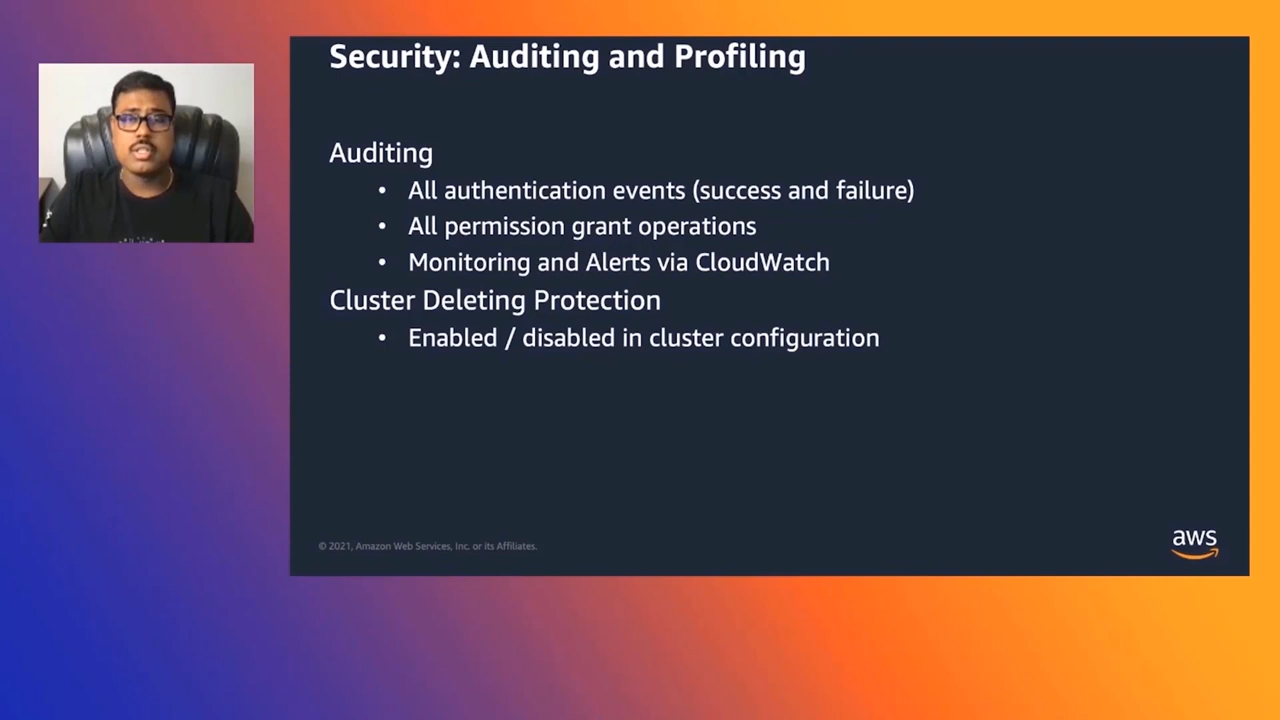 Security: Auditing and Profiling
Auditing
• All authentication events (success and failure)
• All permission grant operations
• Monitoring and Alerts via CloudWatch
Cluster Deleting Protection
• Enabled / disabled in cluster configuration
© 2021, Amazon Web Services, Inc. or its Affiliates.
aws